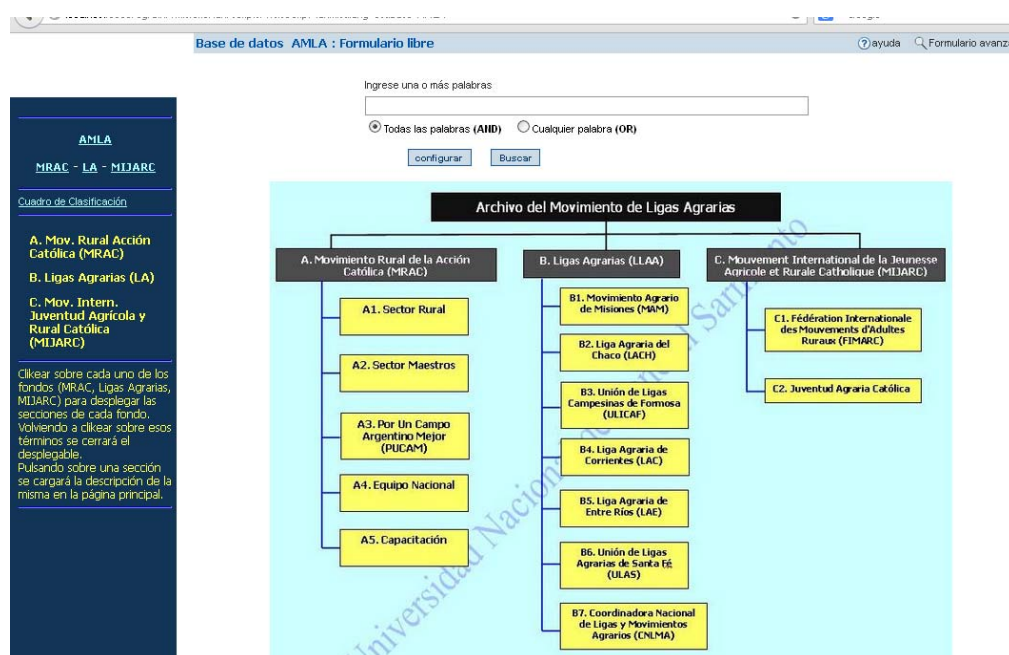 Base de datos AMLA : Formulario libre
ayuda
Formulario avanz
Ingrese una o más palabras
Todas las palabras (AND)
Cualquier palabra (OR)
configurar
Buscar
AMLA
MRAC - LA - MIJARC
Cuadro de Clasificación
A. Mov. Rural Acción
Católica (MRAC)
B. Ligas Agrarias (LA)
C. Mov. Intern.
Juventud Agrícola y
Rural Católica
(MIJARC)
Clikear sobre cada uno de los
fondos (MRAC, Ligas Agrarias,
MIJARC) para desplegar las
secciones de cada fondo.
Volviendo a clikear sobre esos
términos se cerrará el
desplegable.
Pulsando sobre una sección
se cargará la descripción de la
misma en la página principal.
Archivo del Movimiento de Ligas Agrarias
A. Movimiento Rural de la Acción
Católica (MRAC)
A1. Sector Rural
A2. Sector Maestros
A3. Por Un Campo
Argentino Mejor
(PUCAM)
A4. Equipo Nacional
A5. Capacitación
B. Ligas Agrarias (LLAA)
B1. Movimiento Agrario
de Misiones (MAM)
B2. Liga Agraria del
Chaco (LACH)
B3. Unión de Ligas
Campesinas de Formosa
(ULICAF)
B4. Liga Agraria de
Corrientes (LAC)
B5. Liga Agraria de
Entre Ríos (LAE)
B6. Unión de Ligas
Agrarias de Santa Fé
(ULAS)
B7. Coordinadora Nacional
de Ligas y Movimientos
Agrarios (CNLMA)
C. Mouvement International de la Jeunesse
Agricole et Rurale Catholique (MIJARC)
C1. Fédération Internationale
des Mouvements d'Adultes
Ruraux (FIMARC)
C2. Juventud Agraria Católica
Universidad Nacional de General Sarmiento